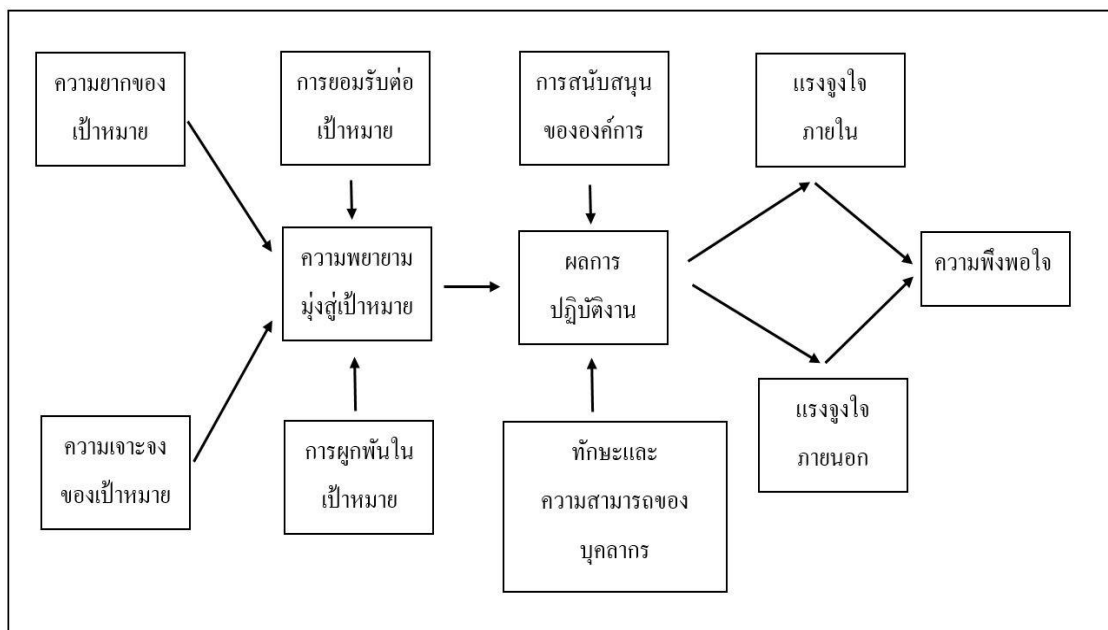 ความยากของ
เป้าหมาย
การยอมรับต่อ
เป้าหมาย
การสนับสนุน
ขององค์การ
แรงจูงใจ
ภายใน
ความพยายาม
มุ่งสู่เป้าหมาย
ผลการ
ปฏิบัติงาน
ความพึงพอใจ
ความเจาะจง
ของเป้าหมาย
การผูกพันใน
เป้าหมาย
ทักษะและ
ความสามารถของ
บุคลากร
แรงจูงใจ
ภายนอก